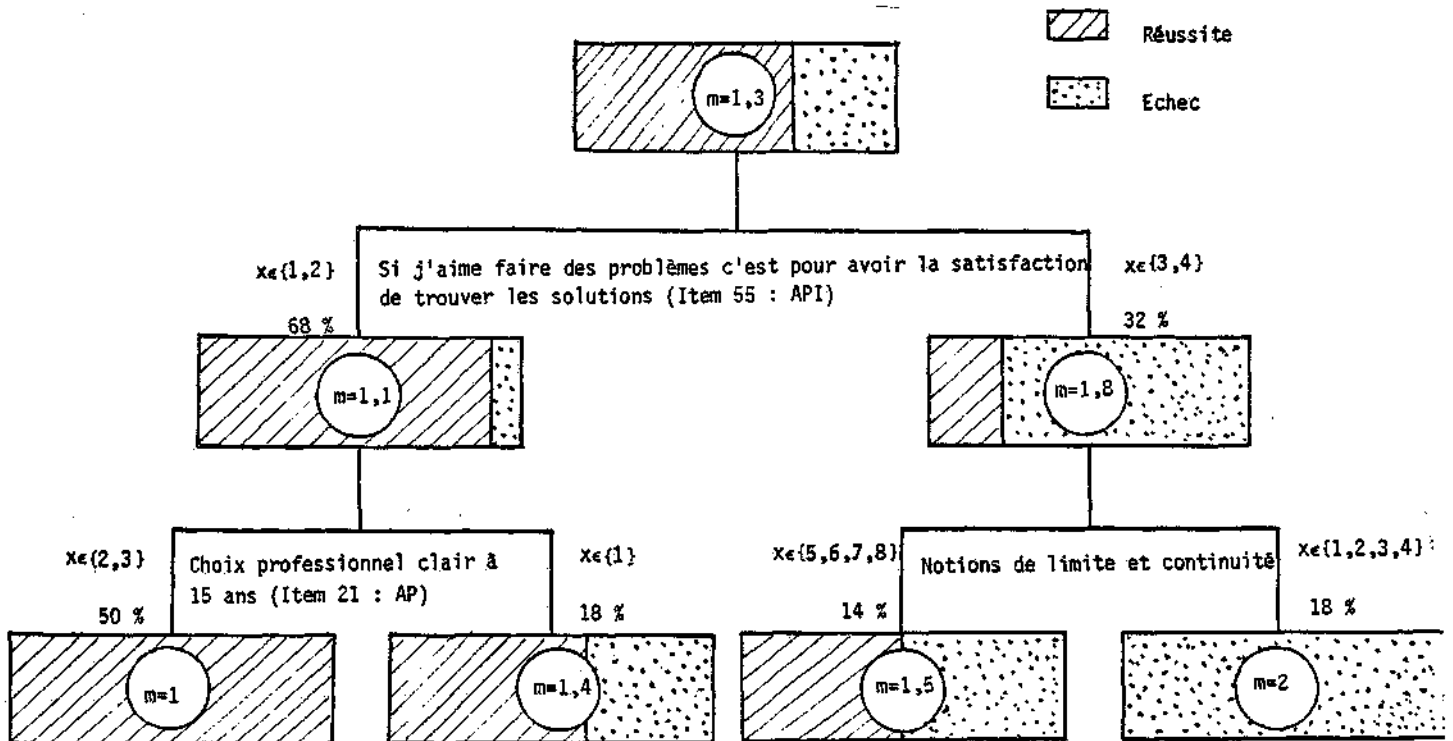 Réussite
m=1,3
Echec
x∈{1,2}
Si j'aime faire des problèmes c'est pour avoir la satisfaction
de trouver les solutions (Item 55 : API)
x∈{3,4}
68 %
32 %
m=1,1
m=1,8
x∈{2,3}
Choix professionnel clair à
15 ans (Item 21 : AP)
x∈{1}
x∈{5,6,7,8}
Notions de limite et continuité
x∈{1,2,3,4}
50 %
18 %
14 %
18 %
m=1
m=1,4
m=1,5
m=2